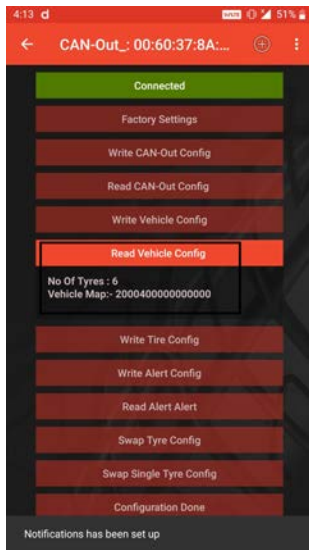 4:13 d
51%
CAN-Out_: 00:60:37:8A:...
Connected
Factory Settings
Write CAN-Out Config
Read CAN-Out Config
Write Vehicle Config
Read Vehicle Config
No Of Tyres : 6
Vehicle Map:- 2000400000000000
Write Tire Config
Write Alert Config
Read Alert Alert
Swap Tyre Config
Swap Single Tyre Config
Configuration Done
Notifications has been set up